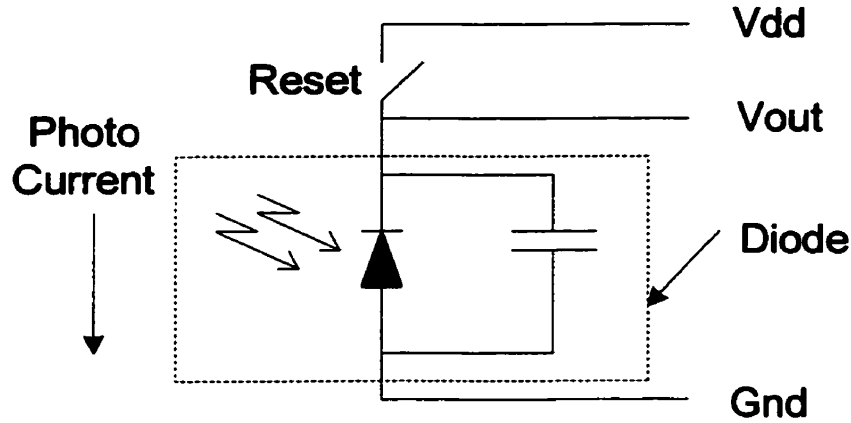 Vdd
Reset
Vout
Photo
Current
Diode
Gnd